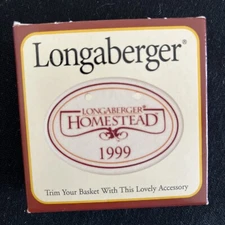 Longaberger®
LONGABERGER®
HOMESTEAD
1999
Trim Your Basket With This Lovely Accessory